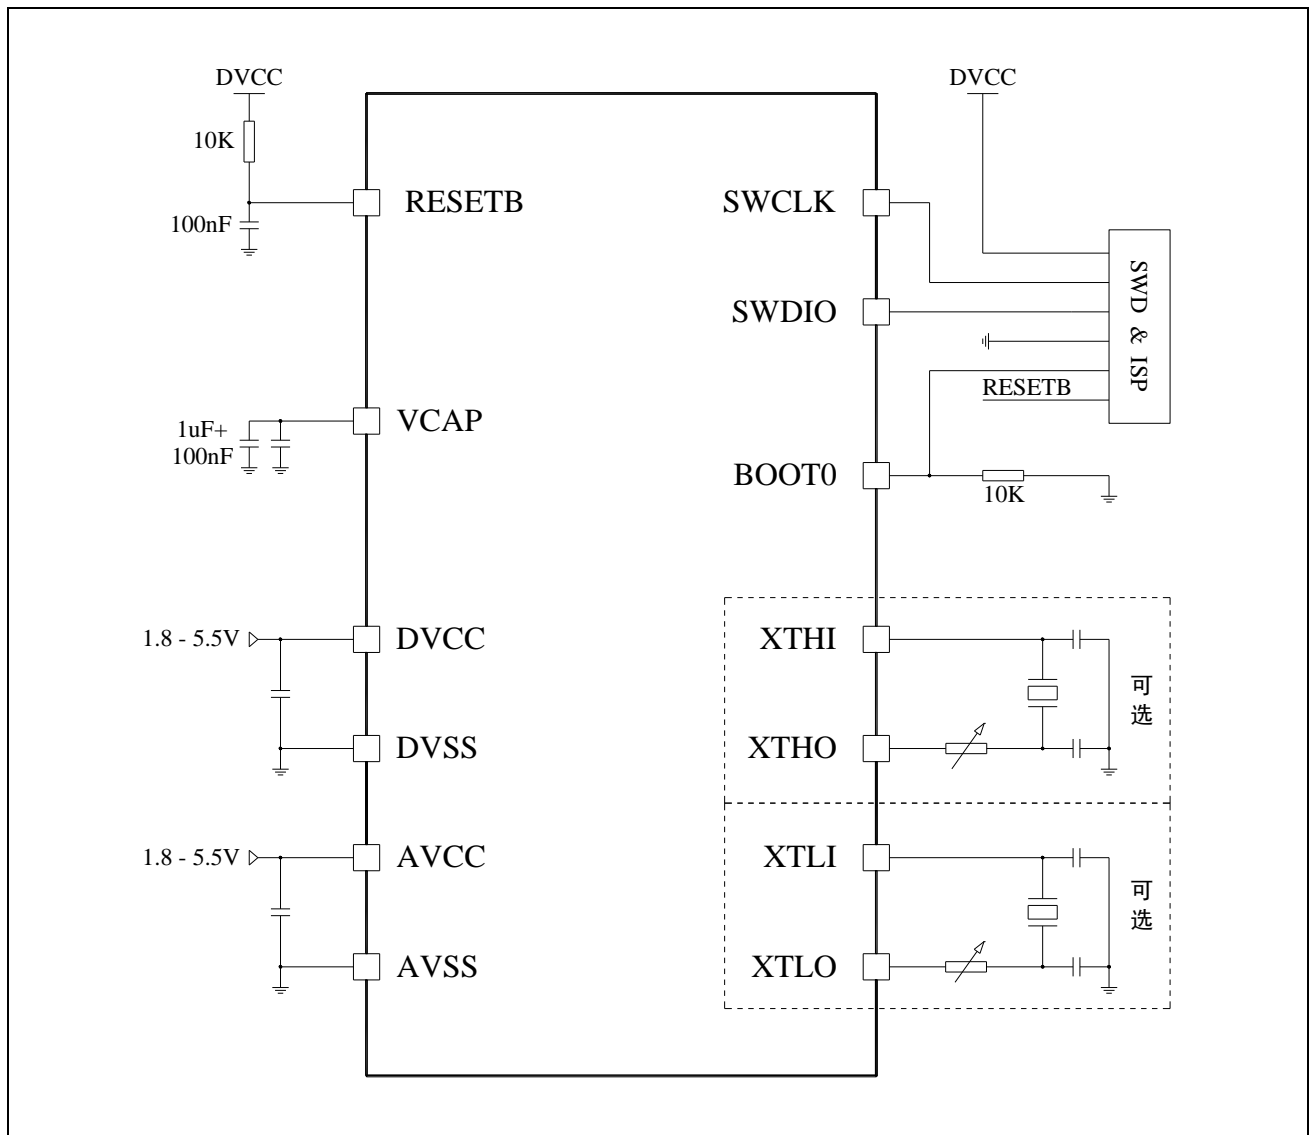 DVCC
10K
RESETB
100nF
1uF+
100nF
VCAP
1.8 - 5.5V
DVCC
DVSS
1.8 - 5.5V
AVCC
AVSS
DVCC
SWCLK
SWDIO
SWD & ISP
RESETB
BOOT0
10K
XTHI
XTHO
可
选
XTLI
XTLO
可
选